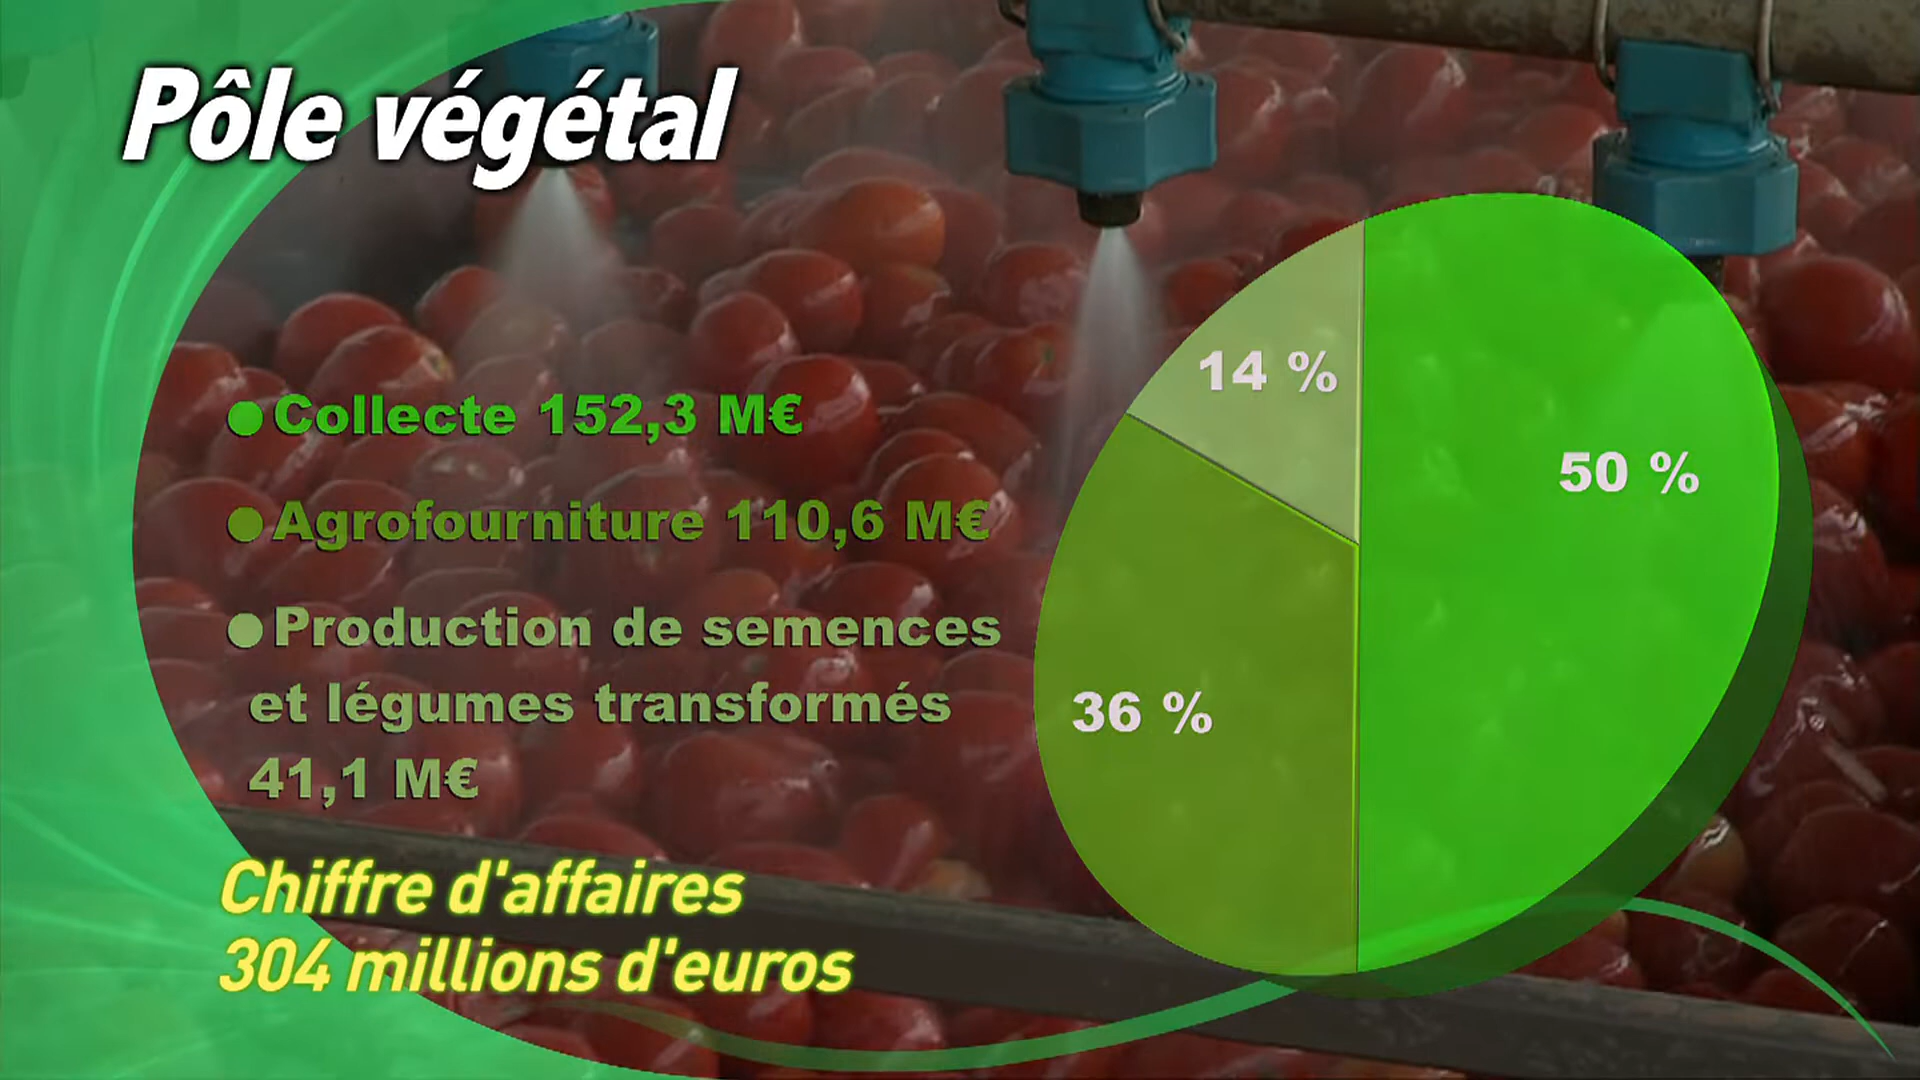 Pôle végétal
Collecte 152,3 M€
Agrofourniture 110,6 M€
Production de semences
et légumes transformés
41,1 M€
Chiffre d'affaires
304 millions d'euros
14 %
50 %
36 %